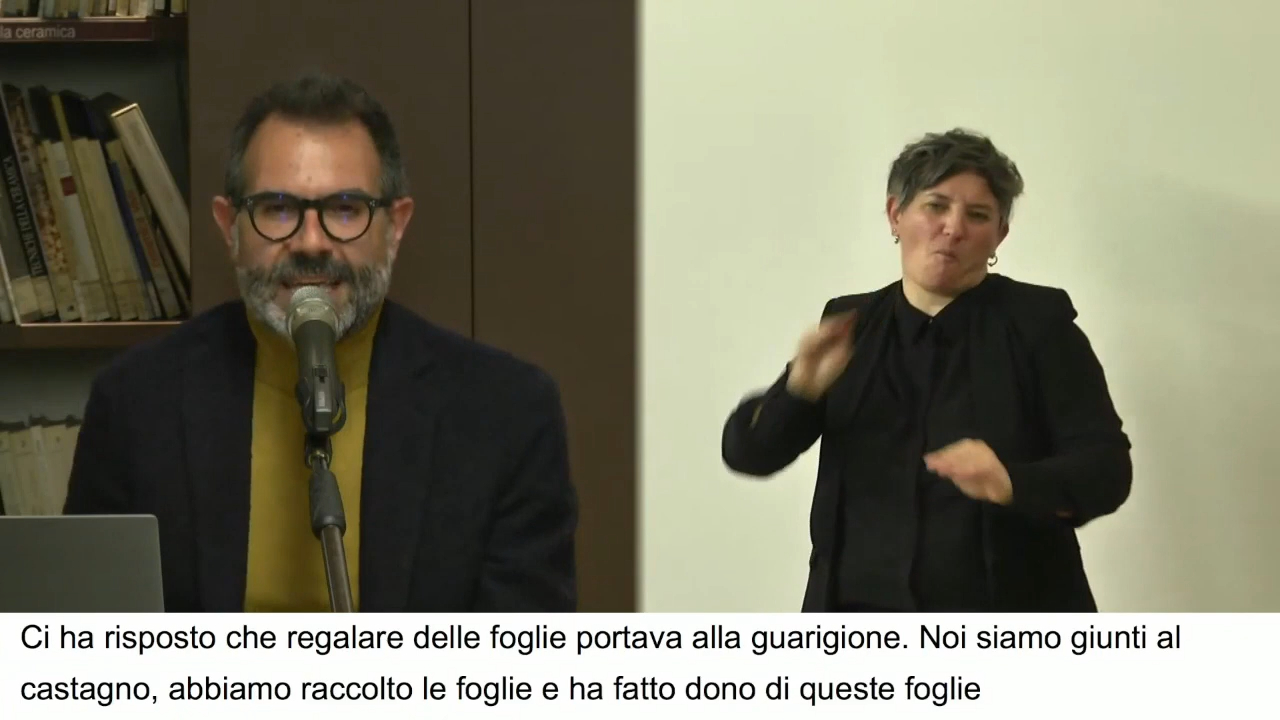 la ceramica
Ci ha risposto che regalare delle foglie portava alla guarigione. Noi siamo giunti al
castagno, abbiamo raccolto le foglie e ha fatto dono di queste foglie